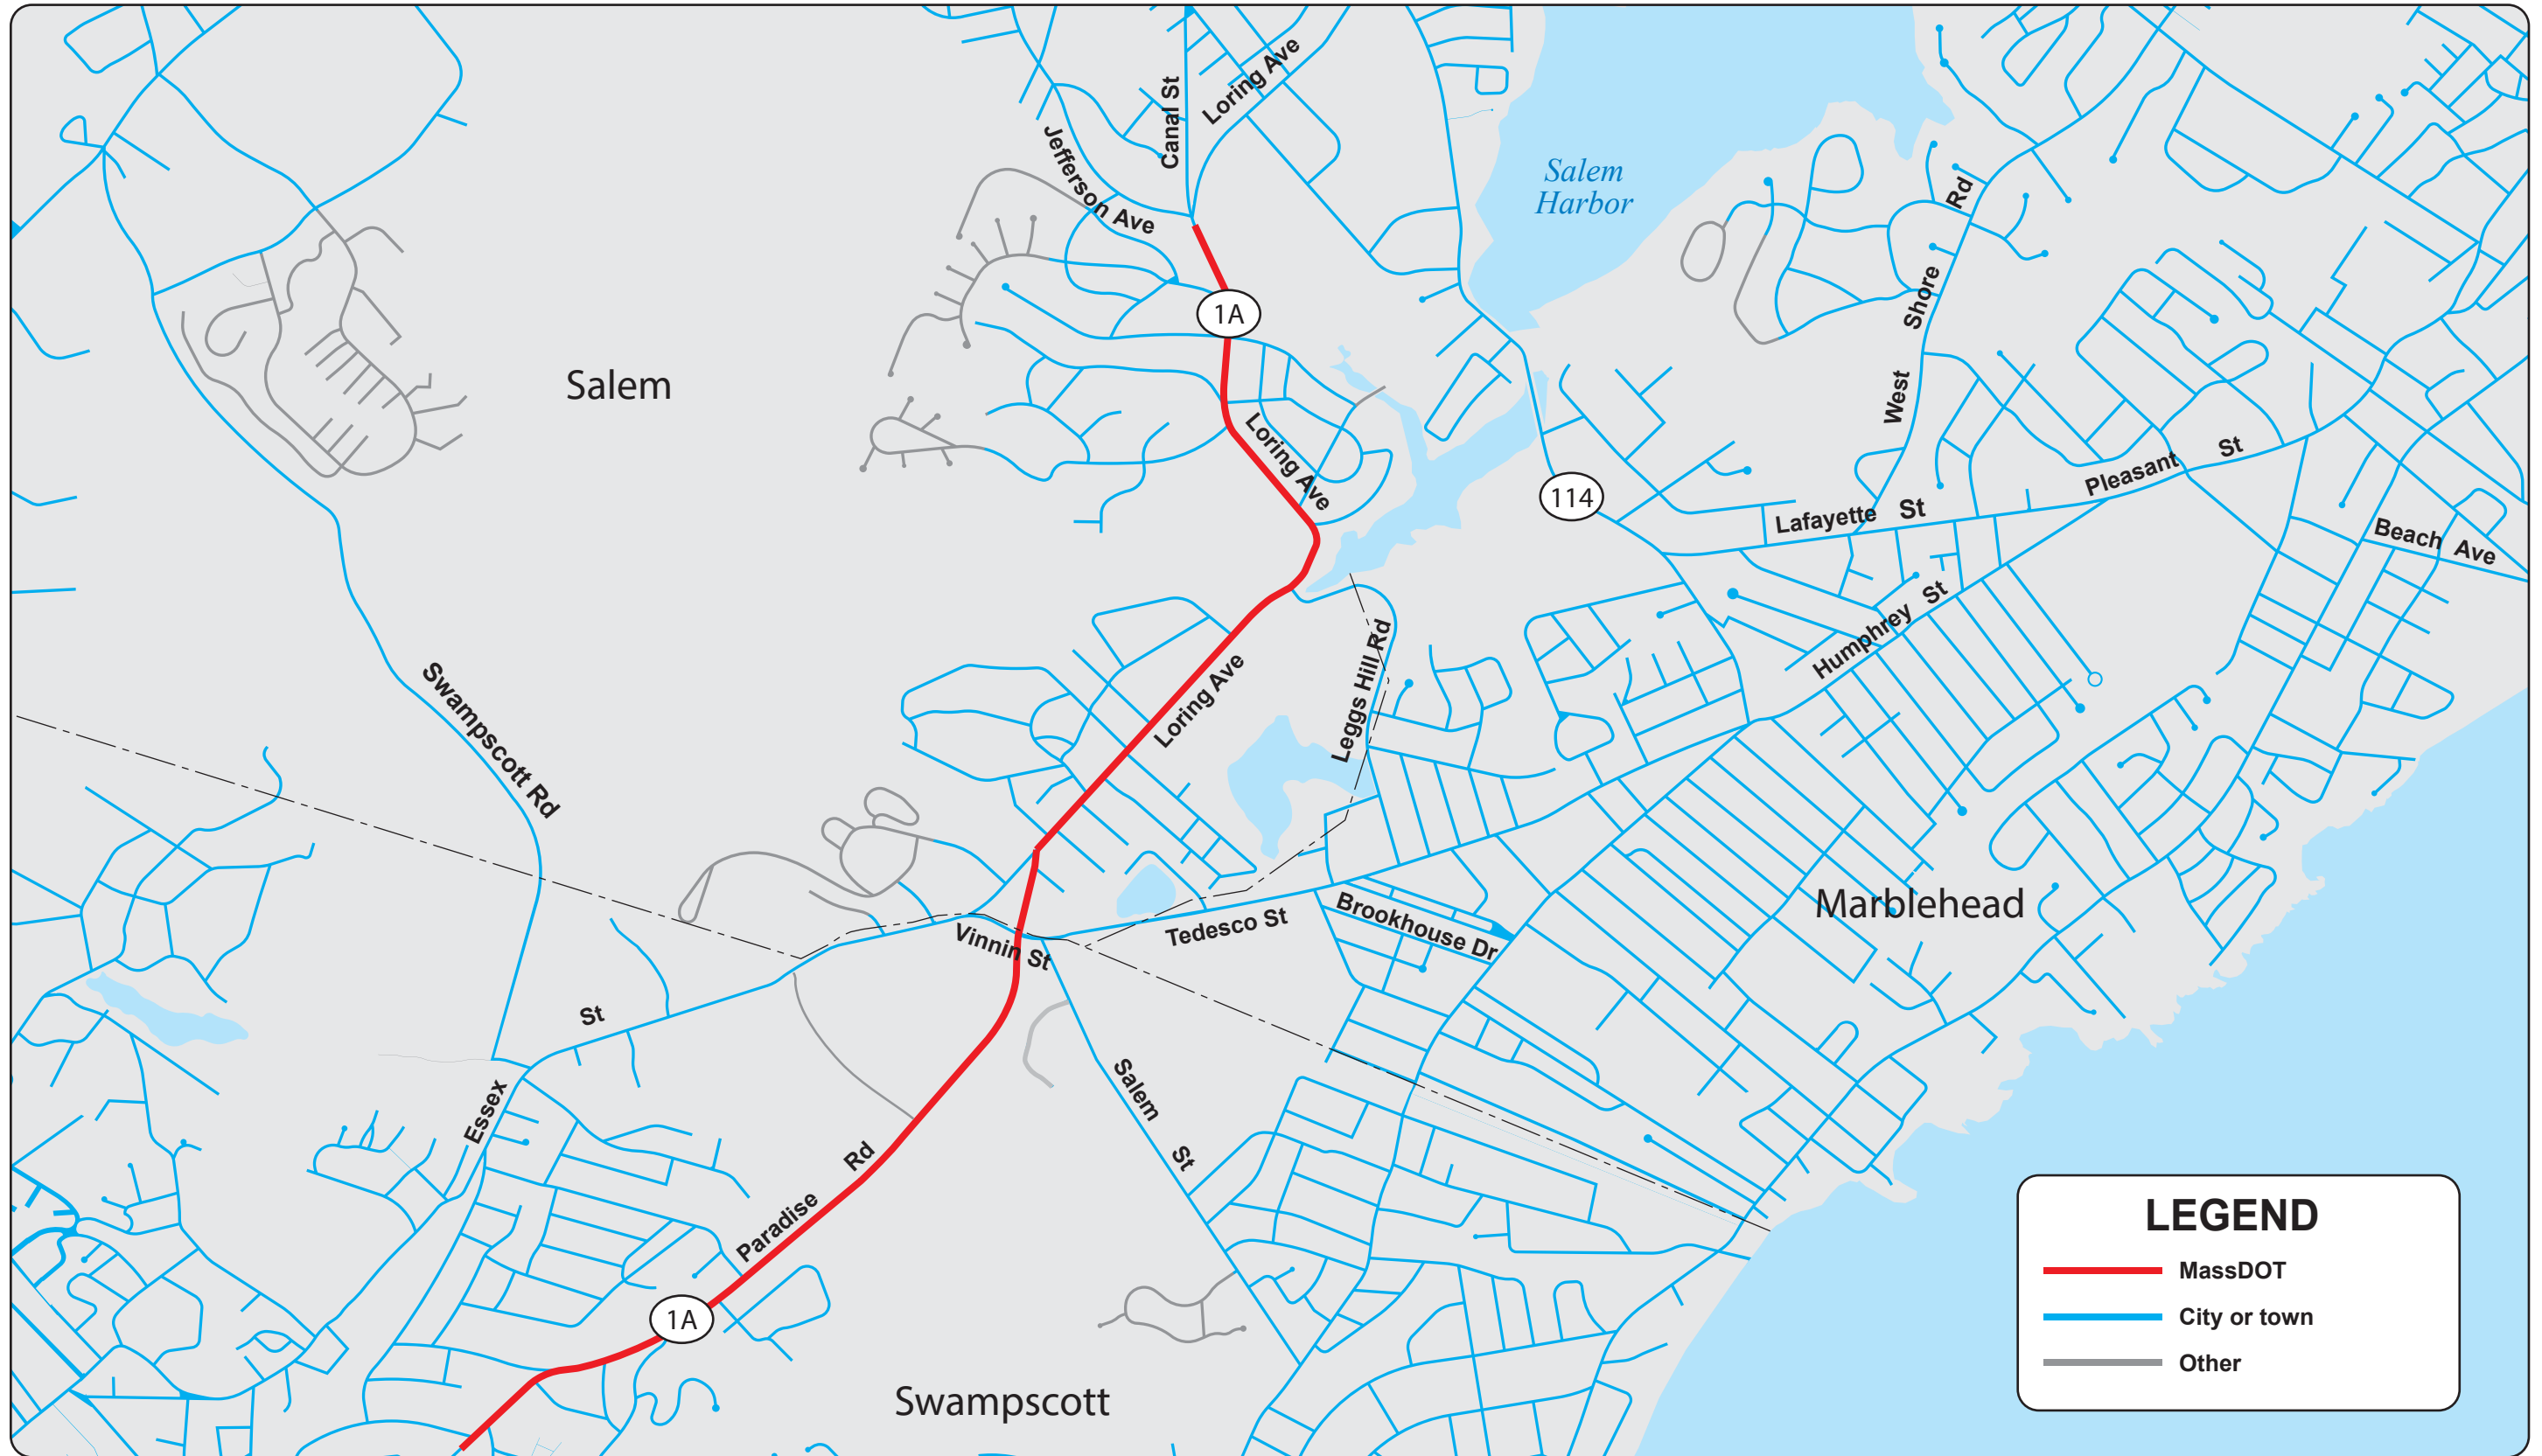 Loring Ave
Canal St
Jefferson Ave
Salem
Harbor
Rd
Shore
West
1A
Salem
Loring Ave
St
Pleasant
114
Lafayette St
Beach Ave
Humphrey St
Leggs Hill Rd
Loring Ave
Swampscott Rd
Marblehead
Brookhouse Dr
Tedesco St
Vinnin St
St
Essex
Salem
St
Rd
Paradise
1A
Swampscott
LEGEND
MassDOT
City or town
Other